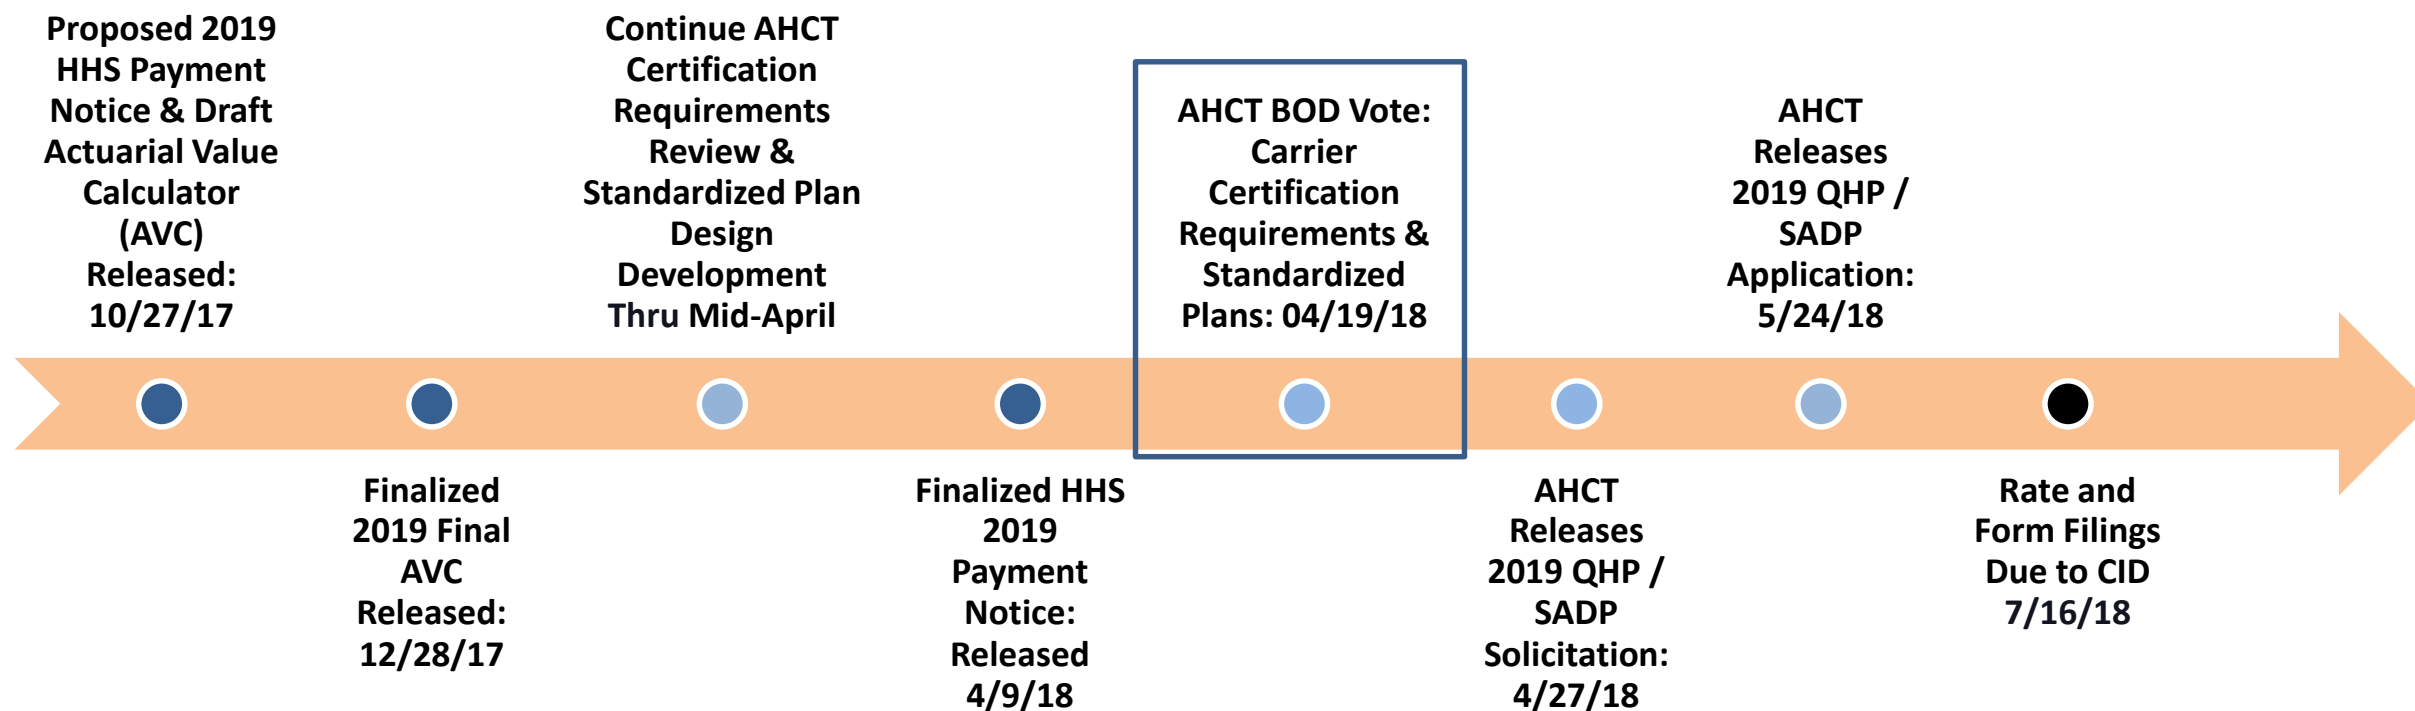 Proposed 2019
HHS Payment
Notice & Draft
Actuarial Value
Calculator
(AVC)
Released:
10/27/17
Finalized
2019 Final
AVC
Released:
12/28/17
Continue AHCT
Certification
Requirements
Review &
Standardized Plan
Design
Development
Thru Mid-April
Finalized HHS
2019
Payment
Notice:
Released
4/9/18
AHCT BOD Vote:
Carrier
Certification
Requirements &
Standardized
Plans: 04/19/18
AHCT
Releases
2019 QHP /
SADP
Solicitation:
4/27/18
AHCT
Releases
2019 QHP /
SADP
Application:
5/24/18
Rate and
Form Filings
Due to CID
7/16/18